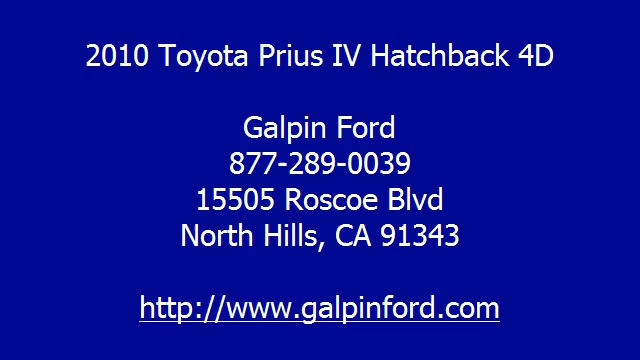 2010 Toyota Prius IV Hatchback 4D
Galpin Ford
877-289-0039
15505 Roscoe Blvd
North Hills, CA 91343
http://www.galpinford.com